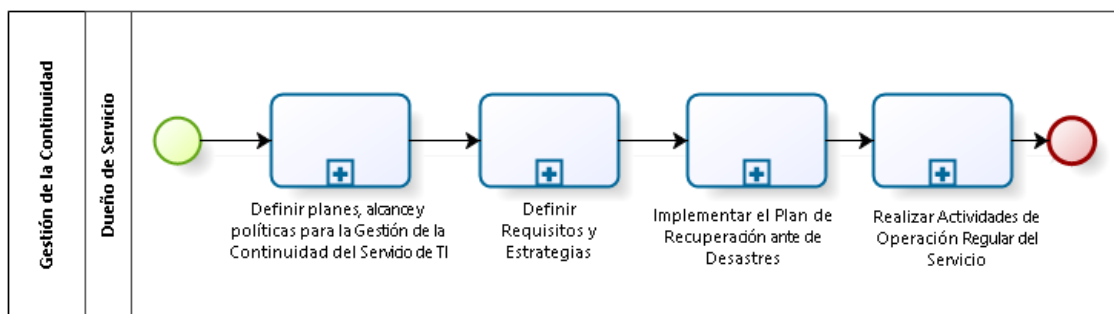 Gestión de la Continuidad
Dueño de Servicio
Definir planes, alcance y
políticas para la Gestión de la
Continuidad del Servicio de TI
Definir
Requisitos y
Estrategias
Implementar el Plan de
Recuperación ante de
Desastres
Realizar Actividades de
Operación Regular del
Servicio